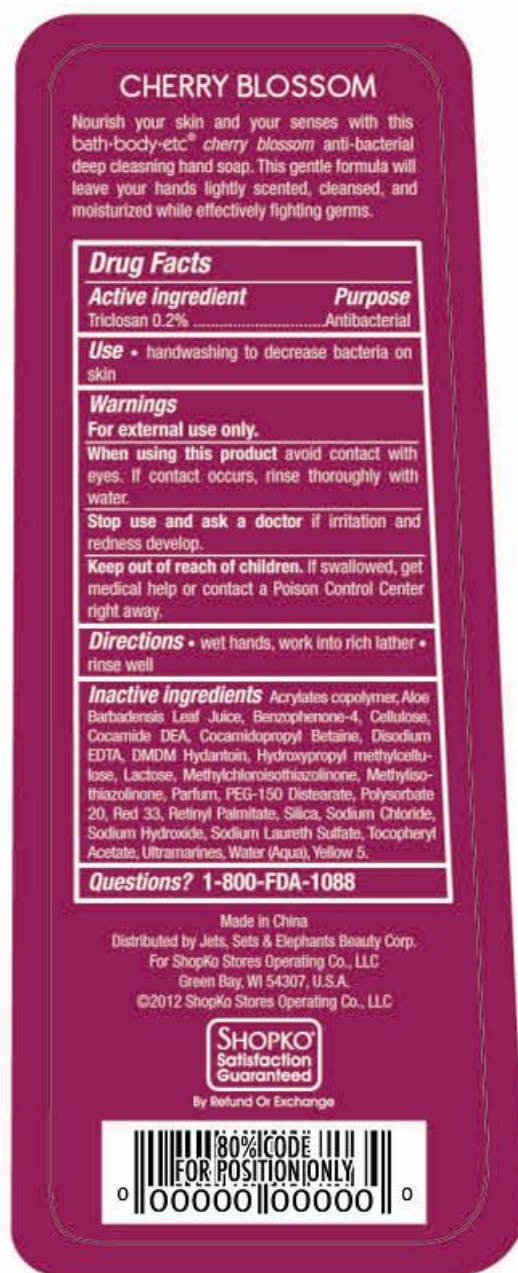 CHERRY BLOSSOM
Nourish your skin and your senses with this
bath•body•etc® cherry blossom anti-bacterial
deep cleasning hand soap. This gentle formula will
leave your hands lightly scented, cleansed, and
moisturized while effectively fighting germs.
Drug Facts
Active ingredient Purpose
Triclosan 0.2% ..............................Antibacterial
Use • handwashing to decrease bacteria on
skin
Warnings
For external use only.
When using this product avoid contact with
eyes. If contact occurs, rinse thoroughly with
water.
Stop use and ask a doctor if irritation and
redness develop.
Keep out of reach of children. If swallowed, get
medical help or contact a Poison Control Center
right away.
Directions • wet hands, work into rich lather •
rinse well
Inactive ingredients Acrylates copolymer, Aloe
Barbadensis Leaf Juice, Benzophenone-4, Cellulose,
Cocamide DEA, Cocamidopropyl Betaine, Disodium
EDTA, DMDM Hydantoin, Hydroxypropyl methylcellu-
lose, Lactose, Methylchloroisothiazolinone, Methyliso-
thiazolinone, Parfum, PEG-150 Distearate, Polysorbate
20, Red 33, Retinyl Palmitate, Silica, Sodium Chloride,
Sodium Hydroxide, Sodium Laureth Sulfate, Tocopheryl
Acetate, Ultramarines, Water (Aqua), Yellow 5.
Questions? 1-800-FDA-1088
Made in China
Distributed by Jets, Sets & Elephants Beauty Corp.
For ShopKo Stores Operating Co., LLC
Green Bay, WI 54307, U.S.A.
©2012 ShopKo Stores Operating Co., LLC
SHOPKO®
Satisfaction
Guaranteed
By Refund Or Exchange
80% CODE
FOR POSITION ONLY
0 00000 00000 0